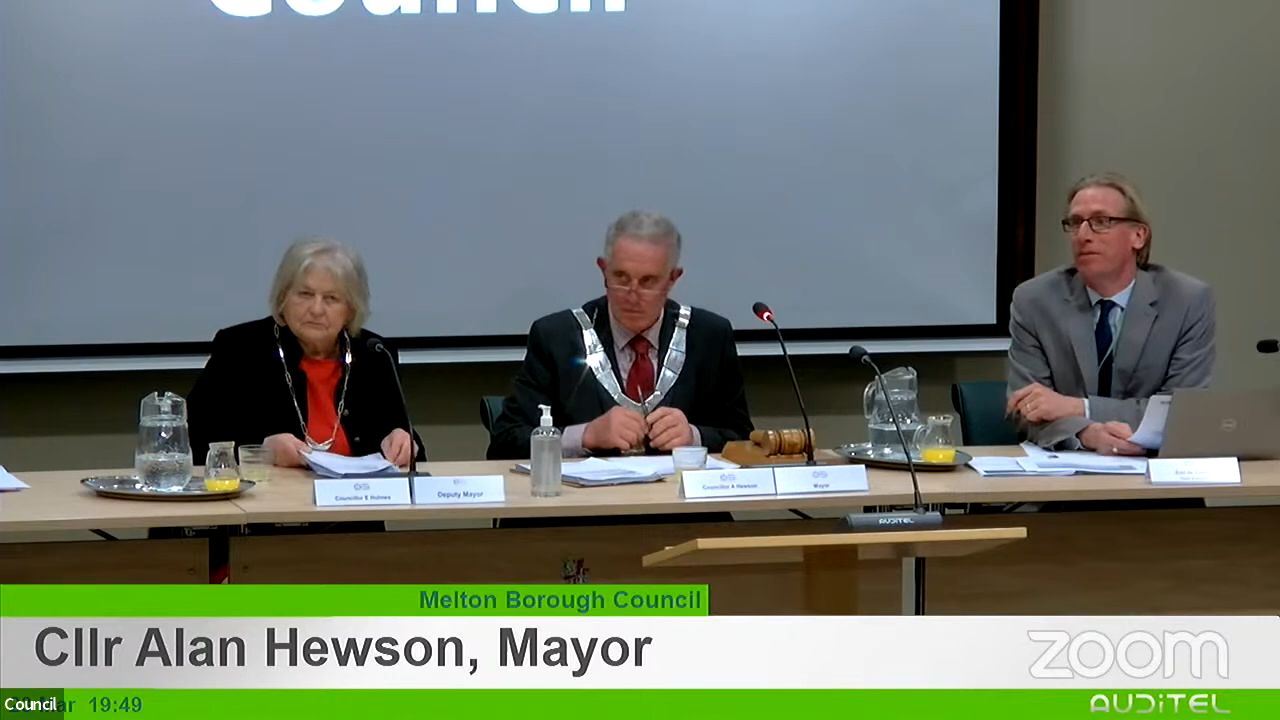 Council
Councillor E Holmes
Deputy Mayor
Councillor A Hewson
Mayor
AUDiTEL
Melton Borough Council
Cllr Alan Hewson, Mayor
zoom
Council
Mar 19:49
AUDiTEL